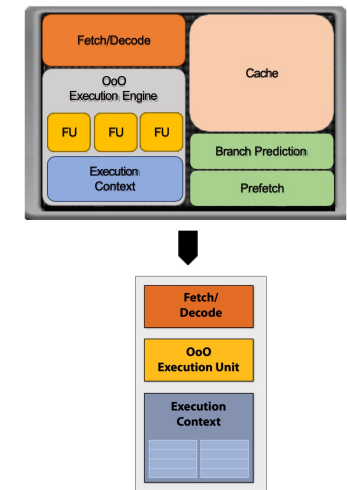 Fetch/Decode
OoO
Execution Engine
FU
FU
FU
Execution
Context
Cache
Branch Prediction
Prefetch
Fetch/
Decode
OoO
Execution Unit
Execution
Context